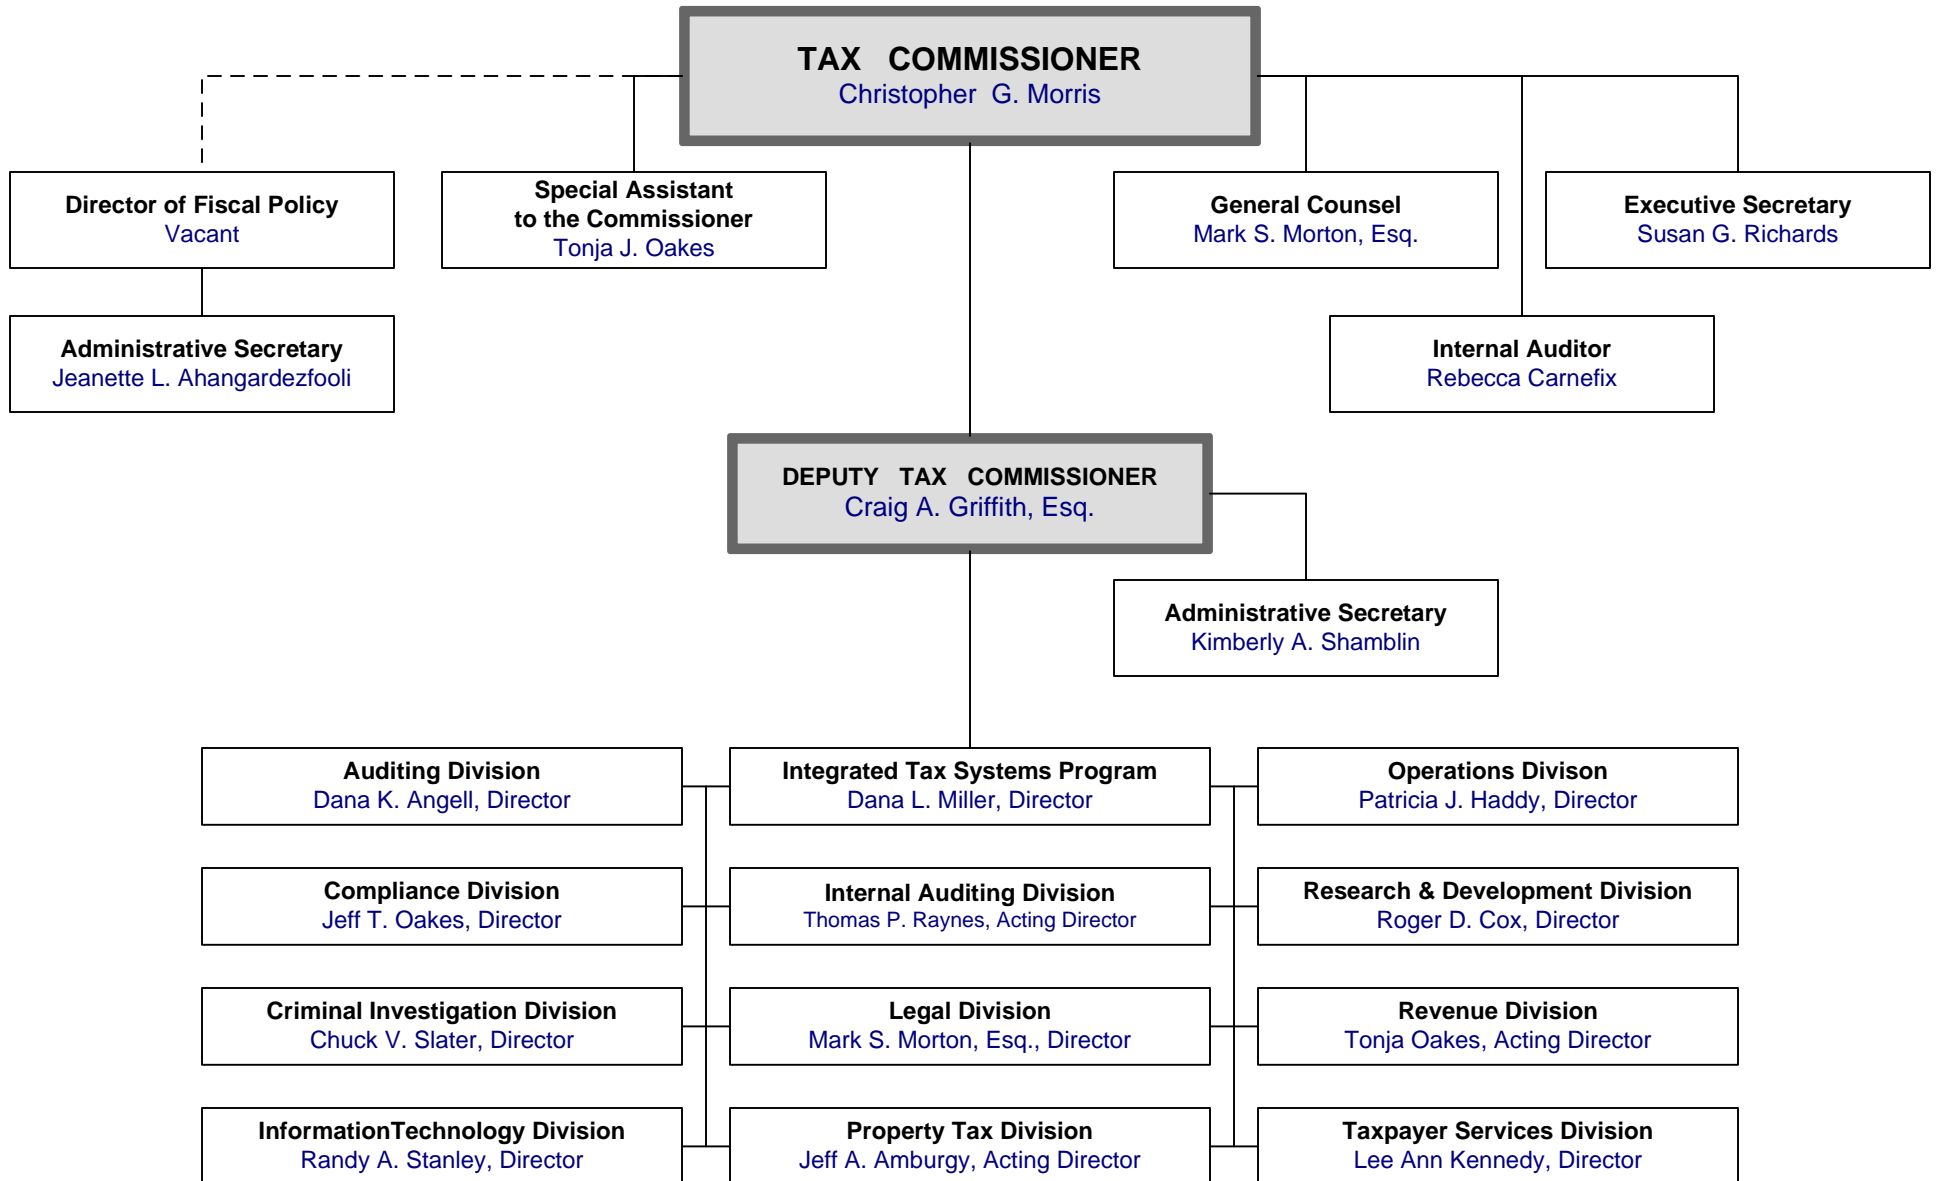 TAX COMMISSIONER
Christopher G. Morris
Director of Fiscal Policy
Vacant
Special Assistant
to the Commissioner
Tonja J. Oakes
General Counsel
Mark S. Morton, Esq.
Executive Secretary
Susan G. Richards
Administrative Secretary
Jeanette L. Ahangardezfooli
Internal Auditor
Rebecca Carnefix
DEPUTY TAX COMMISSIONER
Craig A. Griffith, Esq.
Administrative Secretary
Kimberly A. Shamblin
Auditing Division
Dana K. Angell, Director
Integrated Tax Systems Program
Dana L. Miller, Director
Operations Divison
Patricia J. Haddy, Director
Compliance Division
Jeff T. Oakes, Director
Internal Auditing Division
Thomas P. Raynes, Acting Director
Research & Development Division
Roger D. Cox, Director
Criminal Investigation Division
Chuck V. Slater, Director
Legal Division
Mark S. Morton, Esq., Director
Revenue Division
Tonja Oakes, Acting Director
InformationTechnology Division
Randy A. Stanley, Director
Property Tax Division
Jeff A. Amburgy, Acting Director
Taxpayer Services Division
Lee Ann Kennedy, Director